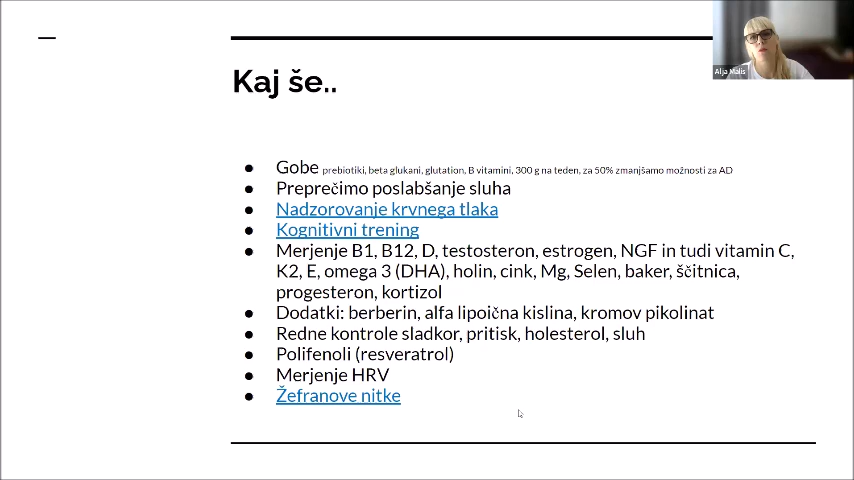 Alja Malis
Kaj še..
Gobe prebiotiki, beta glukani, glutation, B vitamini, 300 g na teden, za 50% zmanjšamo možnosti za AD
Preprečimo poslabšanje sluha
Nadzorovanje krvnega tlaka
Kognitivni trening
Merjenje B1, B12, D, testosteron, estrogen, NGF in tudi vitamin C,
K2, E, omega 3 (DHA), holin, cink, Mg, Selen, baker, ščitnica,
progesteron, kortizol
Dodatki: berberin, alfa lipoična kislina, kromov pikolinat
Redne kontrole sladkor, pritisk, holesterol, sluh
Polifenoli (resveratrol)
Merjenje HRV
Žefranove nitke